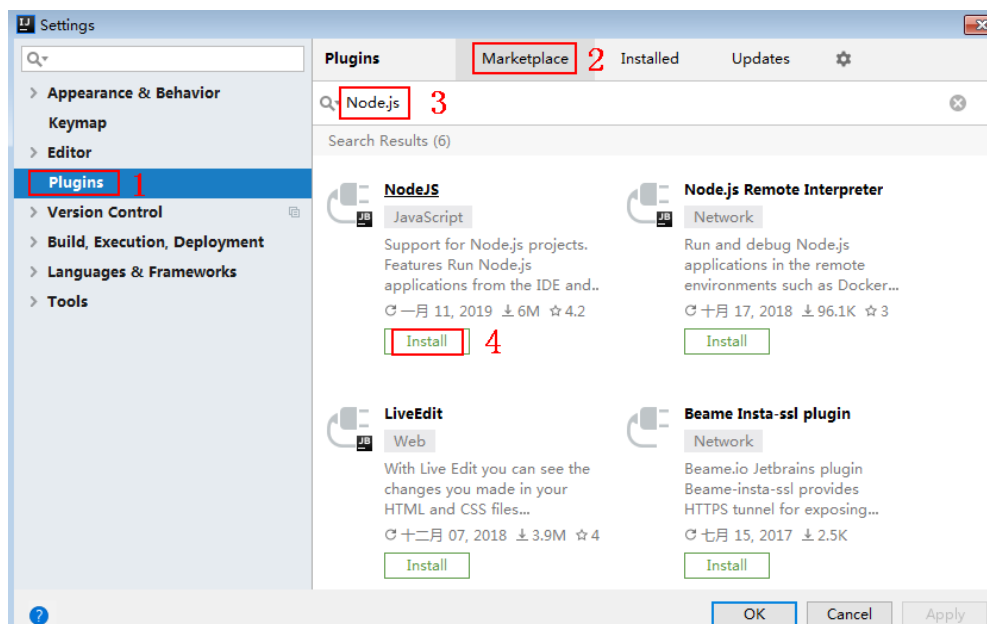 Settings
Appearance & Behavior
Keymap
Editor
Plugins 1
Version Control
Build, Execution, Deployment
Languages & Frameworks
Tools
Plugins Marketplace 2 Installed Updates
Node.js 3
Search Results (6)
NodeJS
JavaScript
Support for Node.js projects.
Features Run Node.js
applications from the IDE and..
一月 11, 2019 6M 4.2
Install 4
Node.js Remote Interpreter
Network
Run and debug Node.js
applications in the remote
environments such as Docker...
十月 17, 2018 96.1K 3
Install
LiveEdit
Web
With Live Edit you can see the
changes you made in your
HTML and CSS files...
十二月 07, 2018 3.9M 4
Install
Beame Insta-ssl plugin
Network
Beame.io Jetbrains plugin
Beame-insta-ssl provides
HTTPS tunnel for exposing...
七月 15, 2017 2.5K
Install
? OK Cancel Apply